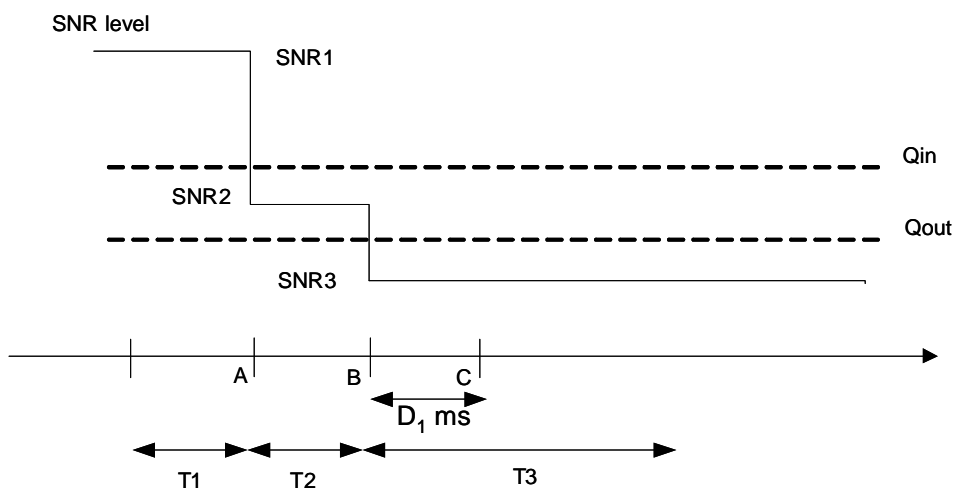 SNR level
SNR1
Qin
SNR2
Qout
SNR3
A
B
C
D1 ms
T1
T2
T3